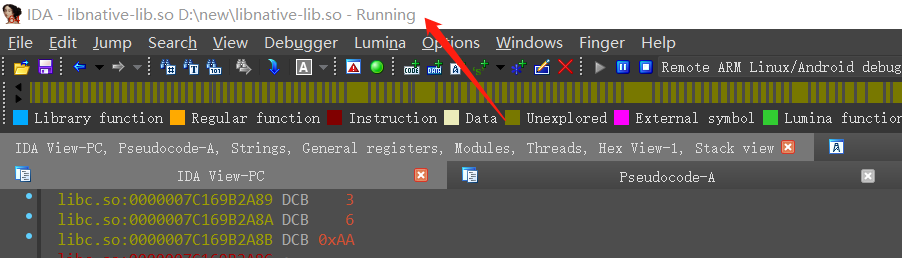 IDA - libnative-lib.so D:\new\libnative-lib.so - Running
File Edit Jump Search View Debugger Lumina Options Windows Finger Help
Remote ARM Linux/Android debug
Library function Regular function Instruction Data Unexplored External symbol Lumina function
IDA View-PC, Pseudocode-A, Strings, General registers, Modules, Threads, Hex View-1, Stack view
IDA View-PC Pseudocode-A
libc.so:0000007C169B2A89 DCB 3
libc.so:0000007C169B2A8A DCB 6
libc.so:0000007C169B2A8B DCB 0xAA